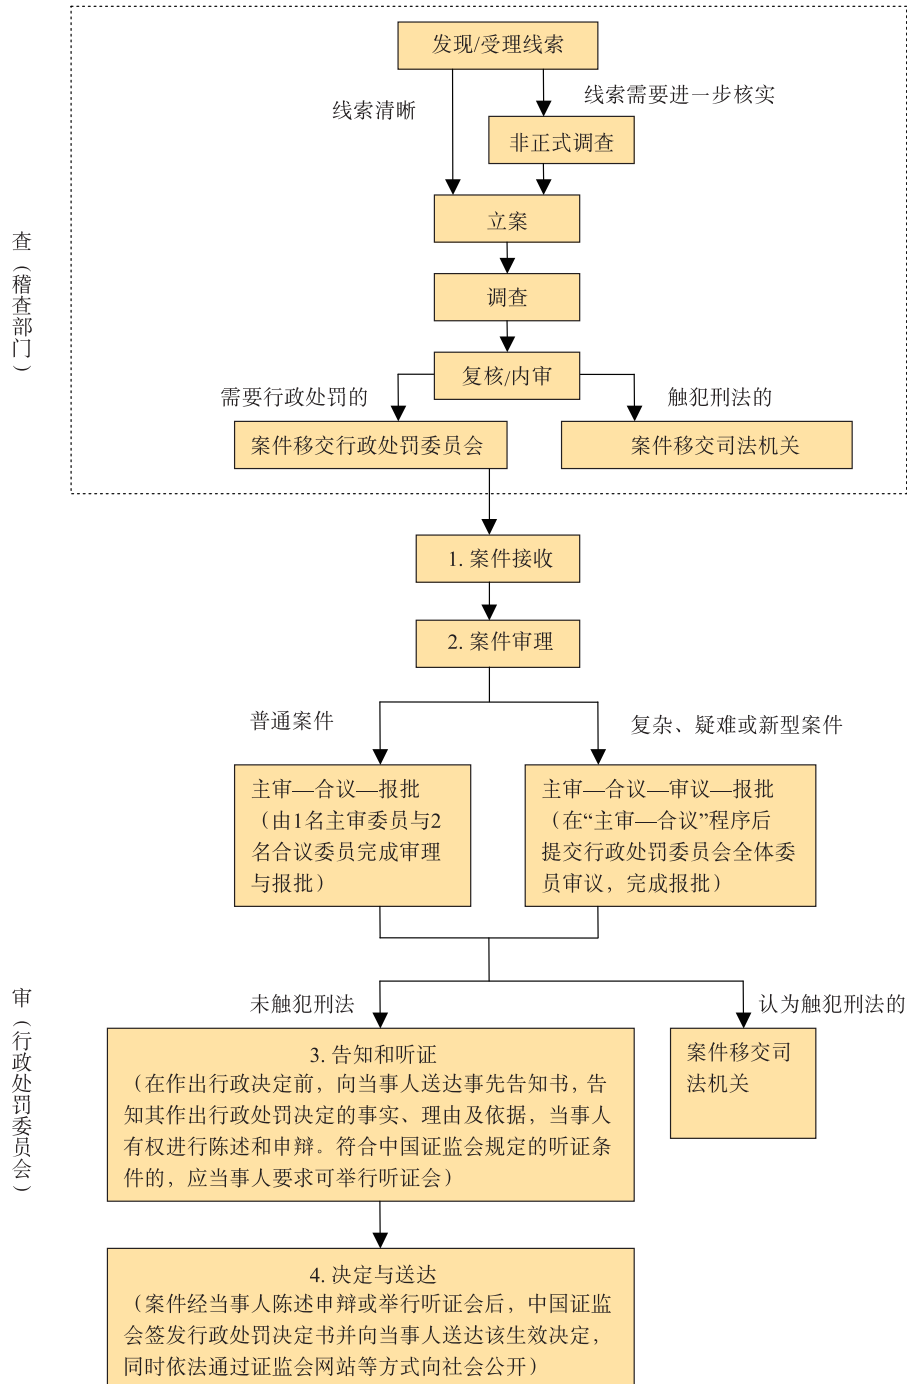 发现/受理线索
线索清晰
线索需要进一步核实
非正式调查
立案
调查
复核/内审
需要行政处罚的
触犯刑法的
案件移交行政处罚委员会
案件移交司法机关
查（稽查部门）
1. 案件接收
2. 案件审理
普通案件
复杂、疑难或新型案件
主审—合议—报批
（由1名主审委员与2
名合议委员完成审理
与报批）
主审—合议—审议—报批
（在“主审—合议”程序后
提交行政处罚委员会全体委
员审议，完成报批）
未触犯刑法
认为触犯刑法的
3. 告知和听证
（在作出行政决定前，向当事人送达事先告知书，告
知其作出行政处罚决定的事实、理由及依据，当事人
有权进行陈述和申辩。符合中国证监会规定的听证条
件的，应当事人要求可举行听证会）
案件移交司
法机关
审（行政处罚委员会）
4. 决定与送达
（案件经当事人陈述申辩或举行听证会后，中国证监
会签发行政处罚决定书并向当事人送达该生效决定，
同时依法通过证监会网站等方式向社会公开）